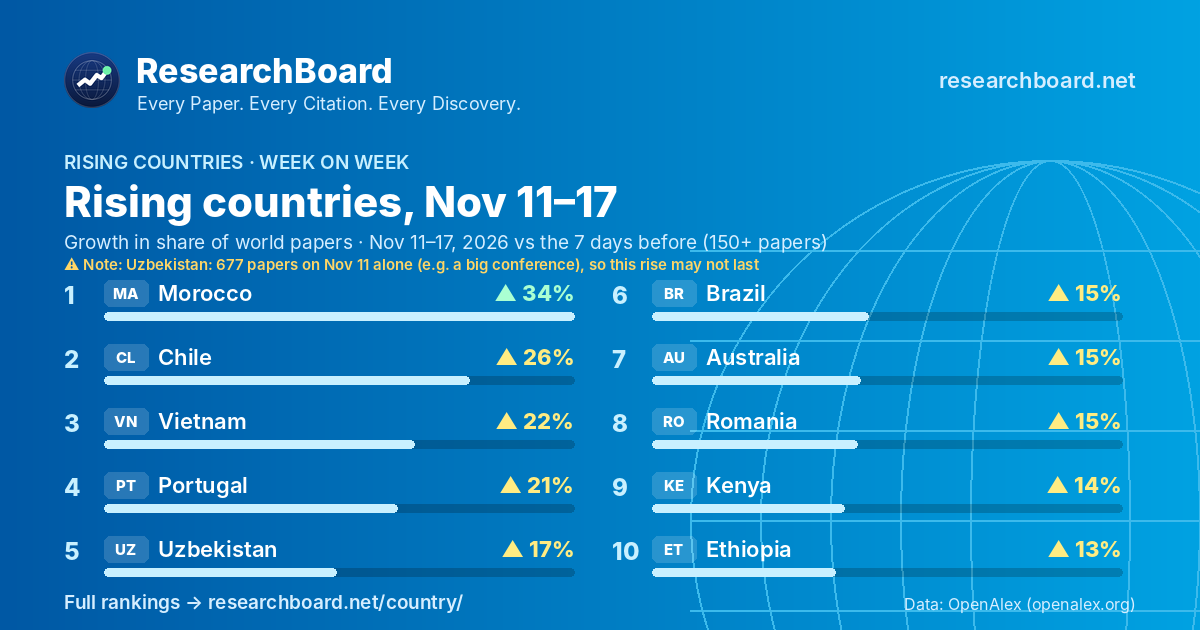 ResearchBoard
Every Paper. Every Citation. Every Discovery.
researchboard.net
RISING COUNTRIES · WEEK ON WEEK
Rising countries, Nov 11–17
Growth in share of world papers · Nov 11–17, 2026 vs the 7 days before (150+ papers)
⚠ Note: Uzbekistan: 677 papers on Nov 11 alone (e.g. a big conference), so this rise may not last
1 MA Morocco ▲ 34%
2 CL Chile ▲ 26%
3 VN Vietnam ▲ 22%
4 PT Portugal ▲ 21%
5 UZ Uzbekistan ▲ 17%
6 BR Brazil ▲ 15%
7 AU Australia ▲ 15%
8 RO Romania ▲ 15%
9 KE Kenya ▲ 14%
10 ET Ethiopia ▲ 13%
Full rankings → researchboard.net/country/
Data: OpenAlex (openalex.org)